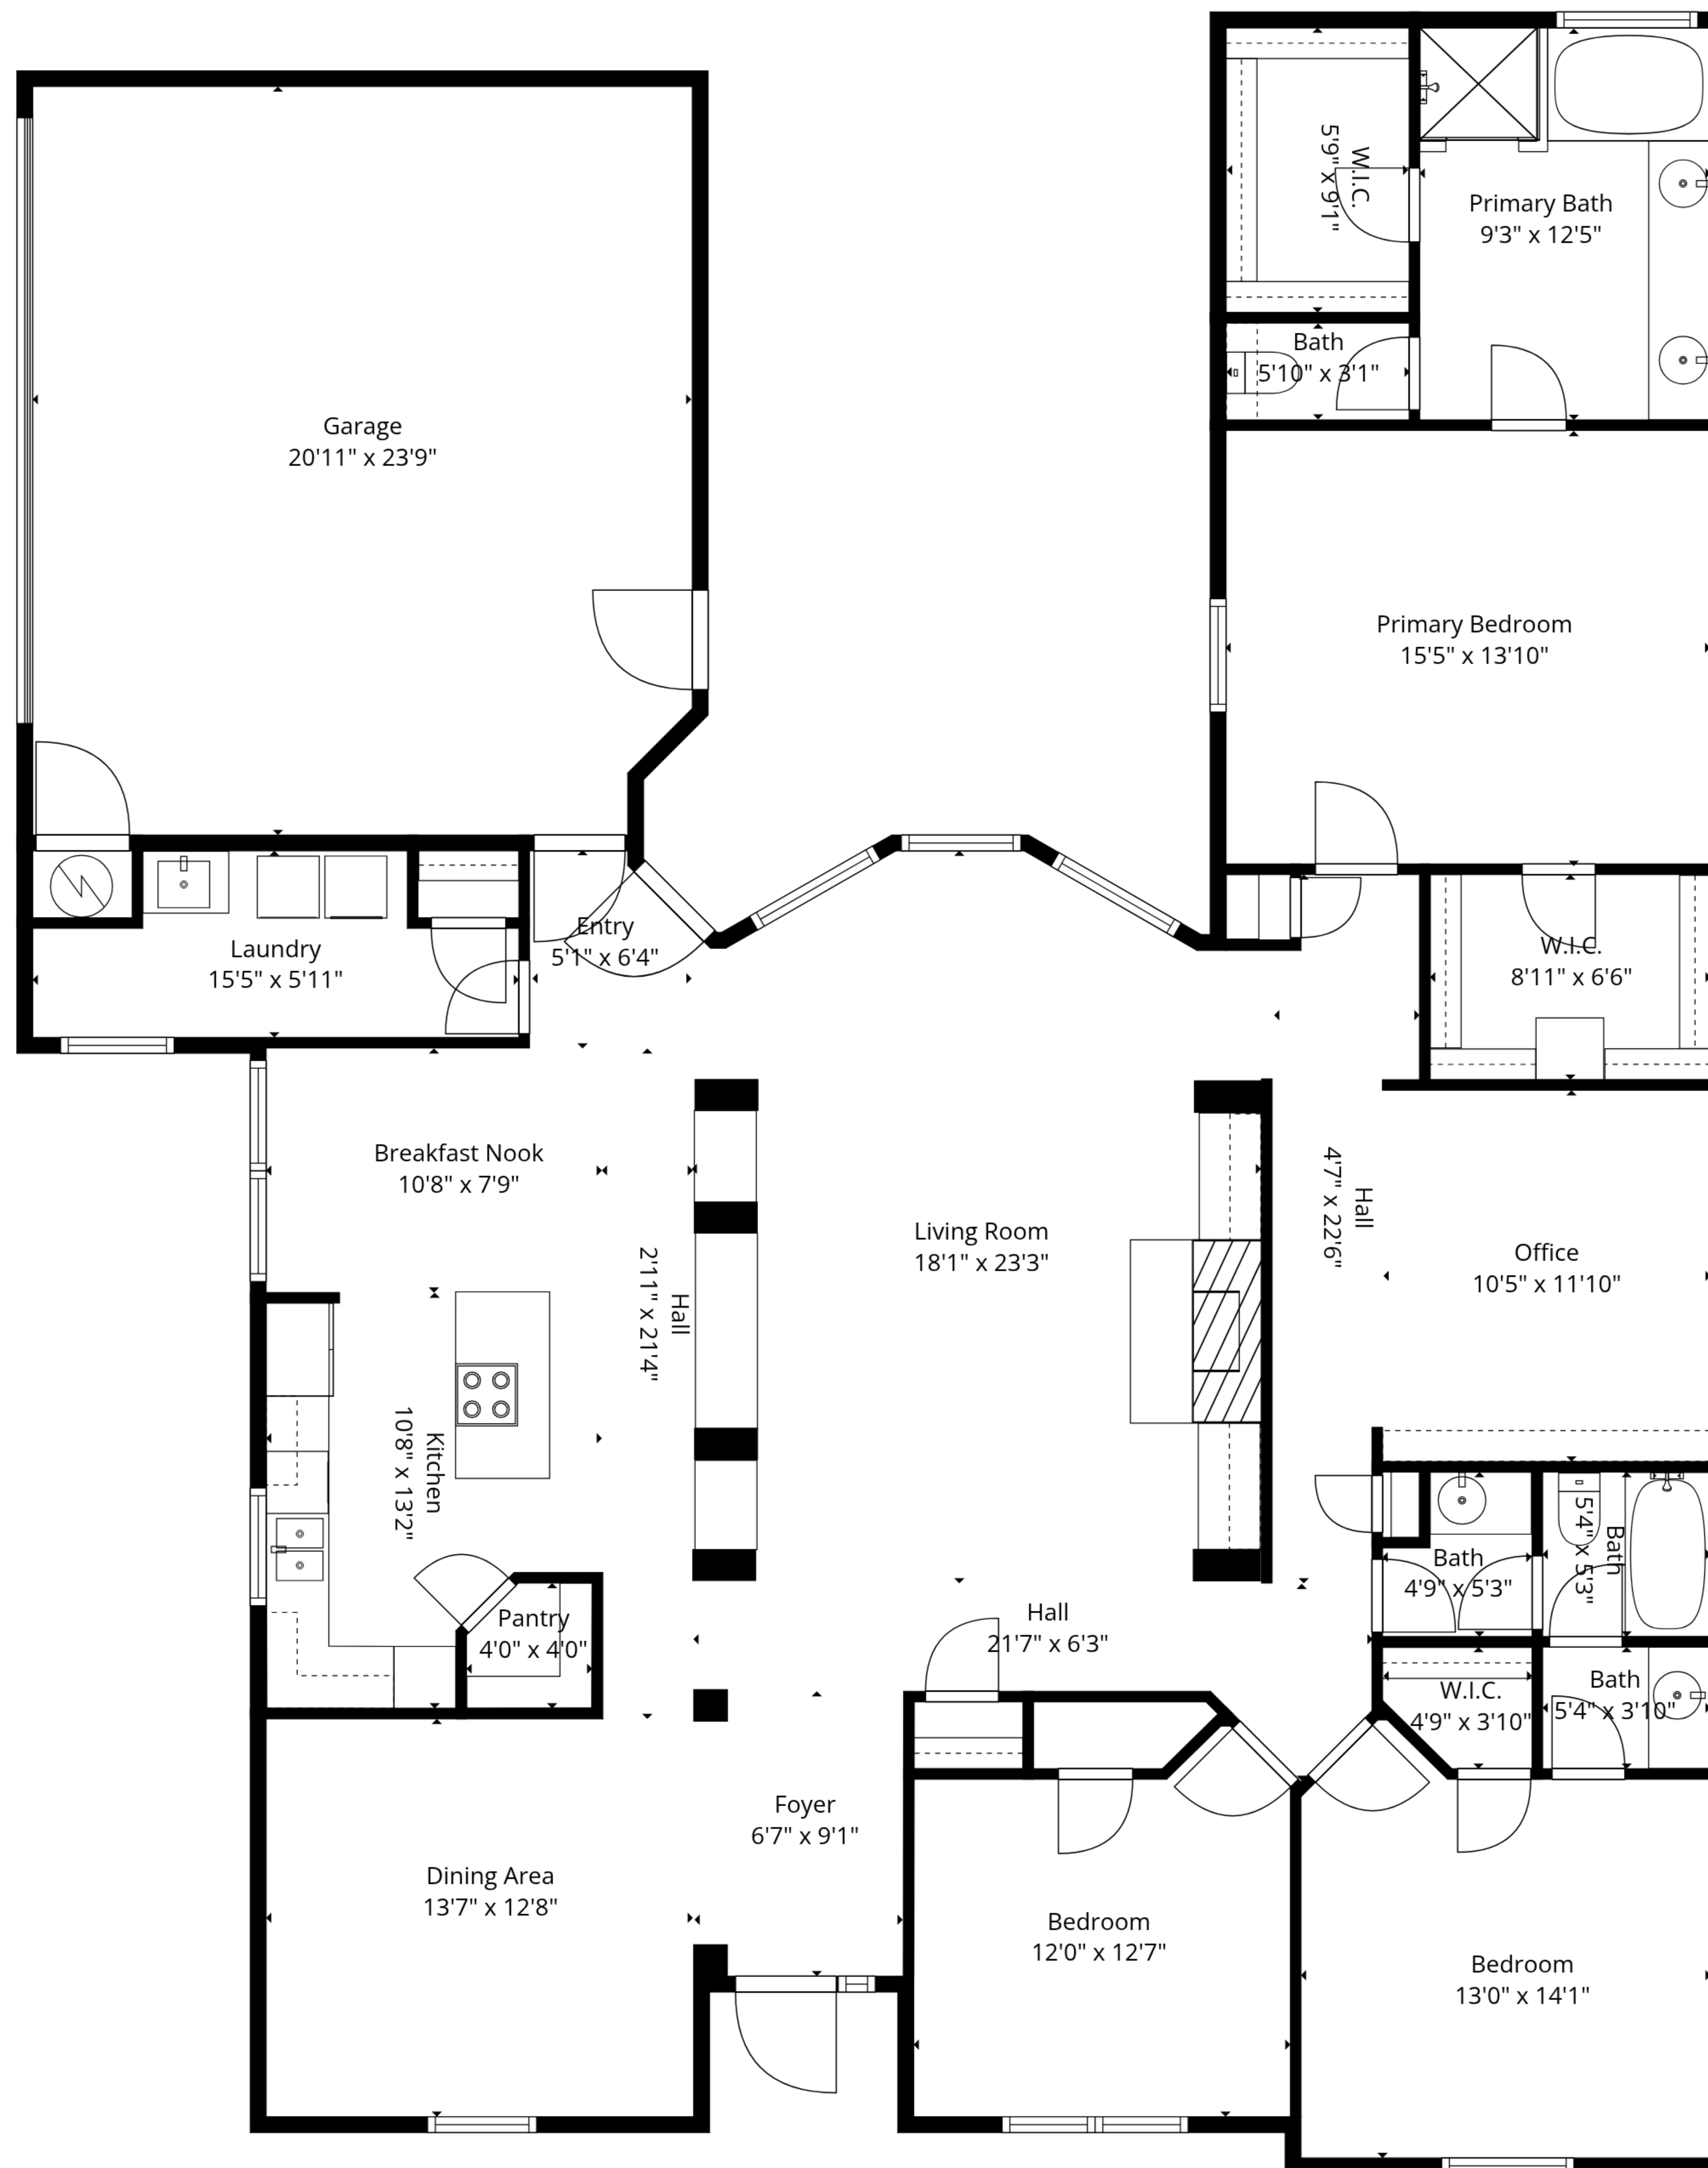 W.I.C.
5'9" x 9'1"
Primary Bath
9'3" x 12'5"
Bath
5'10" x 3'1"
Garage
20'11" x 23'9"
Primary Bedroom
15'5" x 13'10"
Entry
5'1" x 6'4"
Laundry
15'5" x 5'11"
W.I.C.
8'11" x 6'6"
Breakfast Nook
10'8" x 7'9"
Hall
2'11" x 21'4"
Living Room
18'1" x 23'3"
Hall
4'7" x 22'6"
Office
10'5" x 11'10"
Kitchen
10'8" x 13'2"
Bath
4'9" x 5'3"
Bath
5'4" x 5'3"
Pantry
4'0" x 4'0"
Hall
21'7" x 6'3"
W.I.C.
4'9" x 3'10"
Bath
5'4" x 3'10"
Foyer
6'7" x 9'1"
Dining Area
13'7" x 12'8"
Bedroom
12'0" x 12'7"
Bedroom
13'0" x 14'1"